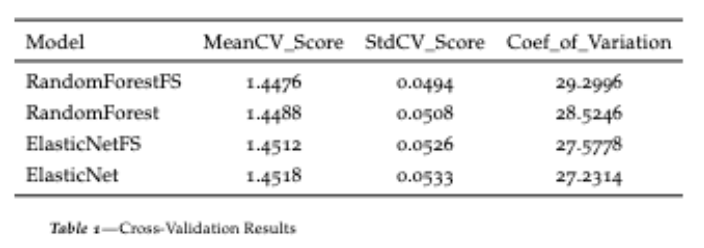 Model MeanCV_Score StdCV_Score Coef_of_Variation
RandomForestFS 1.4476 0.0494 29.2996
RandomForest 1.4488 0.0508 28.5246
ElasticNetFS 1.4512 0.0526 27.5778
ElasticNet 1.4518 0.0533 27.2314
Table 1—Cross-Validation Results